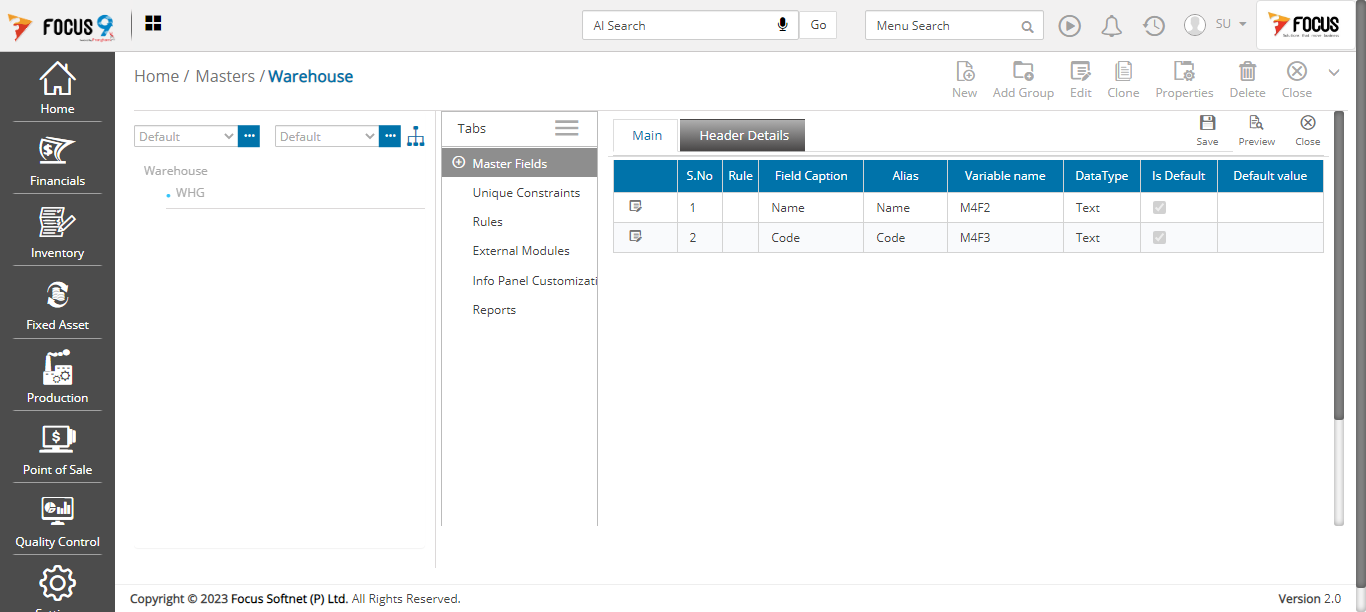 FOCUS 9
AI Search
Go
Menu Search
SU
FOCUS
Home
Financials
Inventory
Fixed Asset
Production
Point of Sale
Quality Control
Home / Masters / Warehouse
New
Add Group
Edit
Clone
Properties
Delete
Close
Default
Default
Warehouse
WHG
Tabs
Master Fields
Unique Constraints
Rules
External Modules
Info Panel Customizati
Reports
Main
Header Details
Save
Preview
Close
S.No Rule Field Caption Alias Variable name DataType Is Default Default value
1 Name Name M4F2 Text
2 Code Code M4F3 Text
Copyright © 2023 Focus Softnet (P) Ltd. All Rights Reserved.
Version 2.0